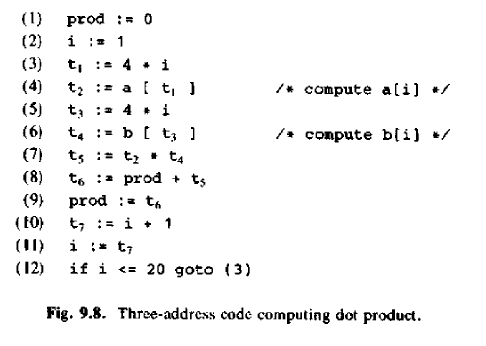 (1) prod := 0
(2) i := 1
(3) t₁ := 4 * i
(4) t₂ := a [ t₁ ] /* compute a[i] */
(5) t₃ := 4 * i
(6) t₄ := b [ t₃ ] /* compute b[i] */
(7) t₅ := t₂ * t₄
(8) t₆ := prod + t₅
(9) prod := t₆
(10) t₇ := i + 1
(11) i := t₇
(12) if i <= 20 goto (3)
Fig. 9.8. Three-address code computing dot product.